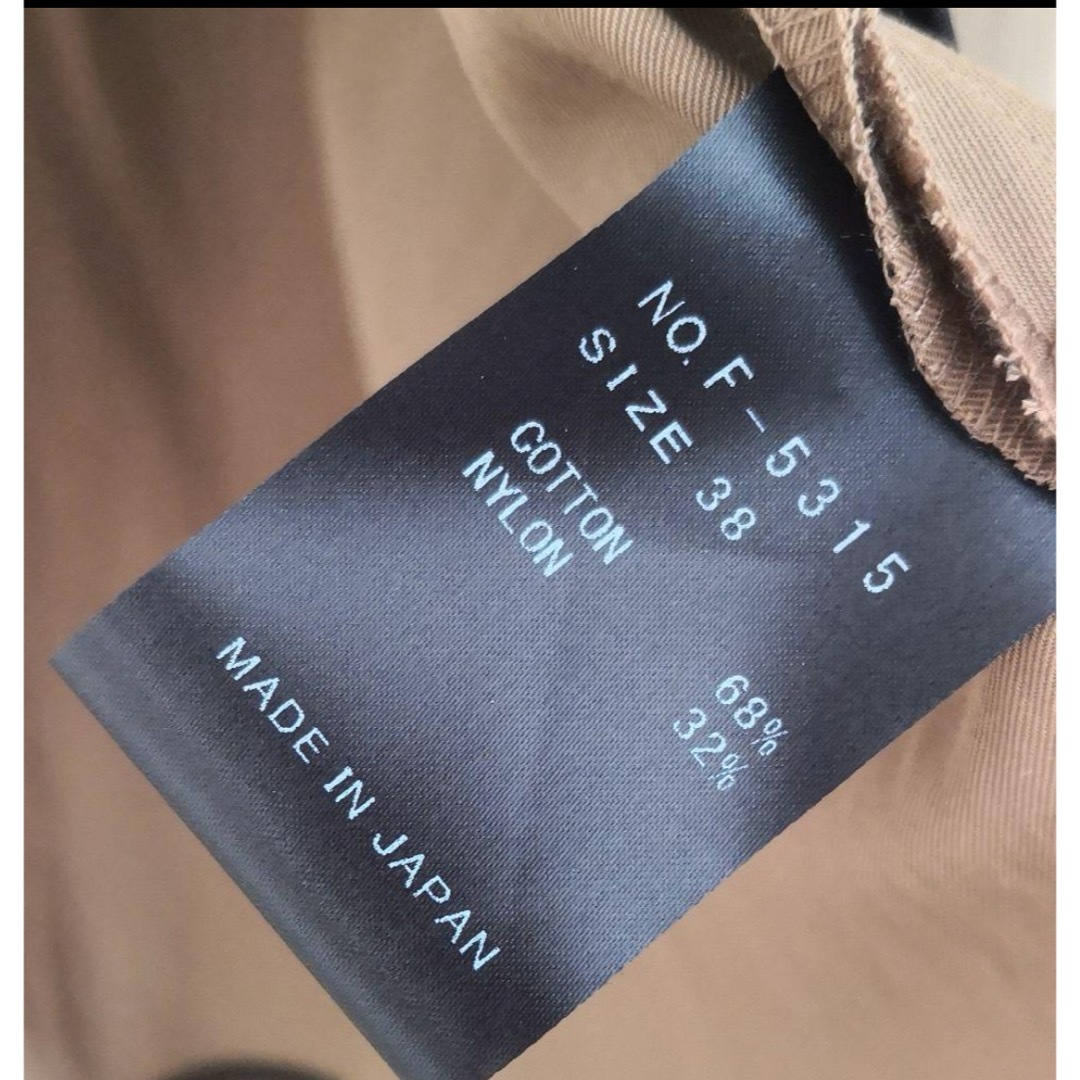 NO.F-5315
SIZE 38
COTTON 68%
NYLON 32%
MADE IN JAPAN